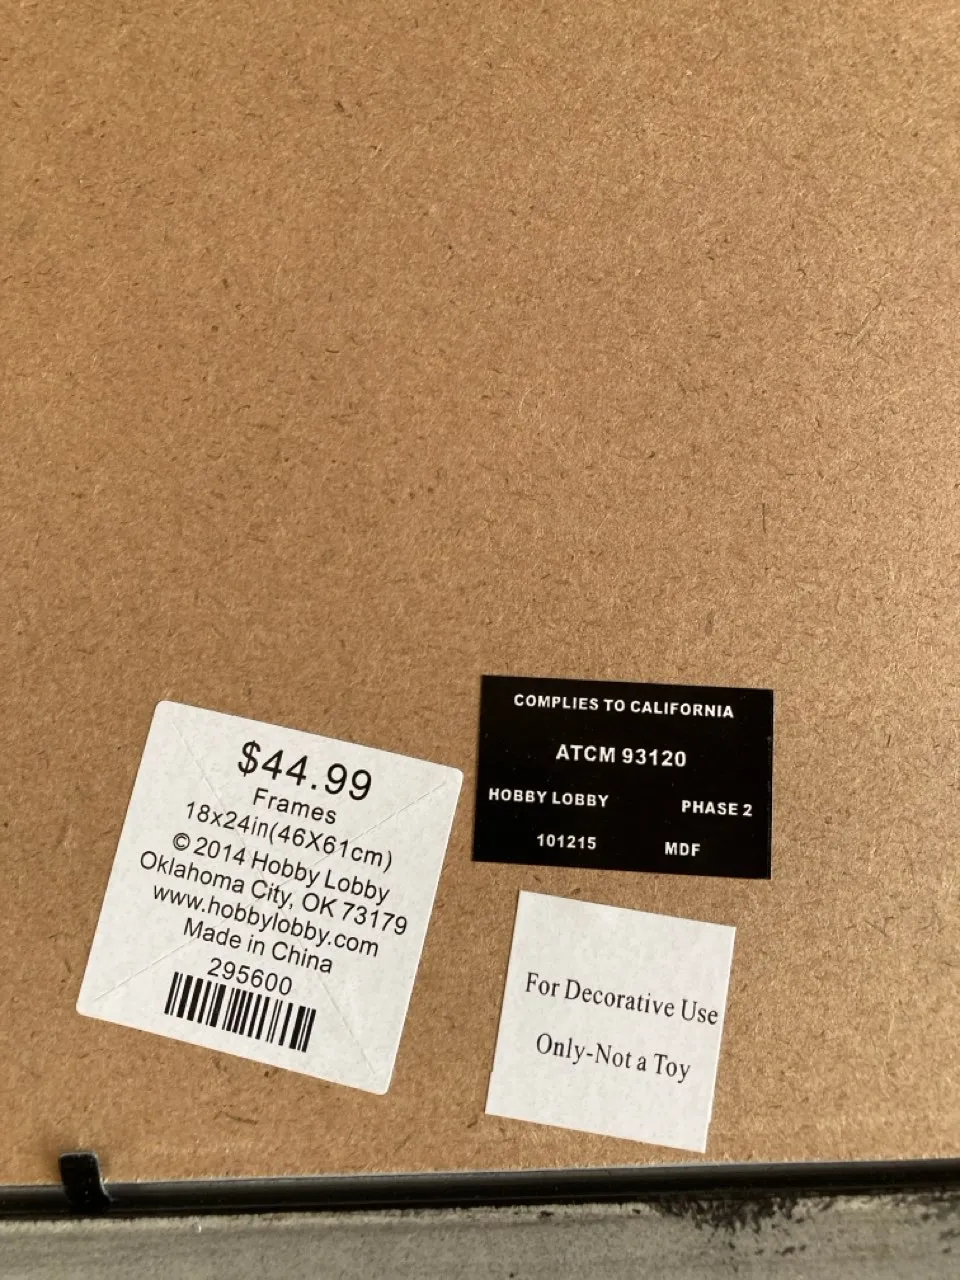 $44.99
Frames
18x24in(46X61cm)
© 2014 Hobby Lobby
Oklahoma City, OK 73179
www.hobbylobby.com
Made in China
295600
COMPLIES TO CALIFORNIA
ATCM 93120
HOBBY LOBBY PHASE 2
101215 MDF
For Decorative Use
Only-Not a Toy